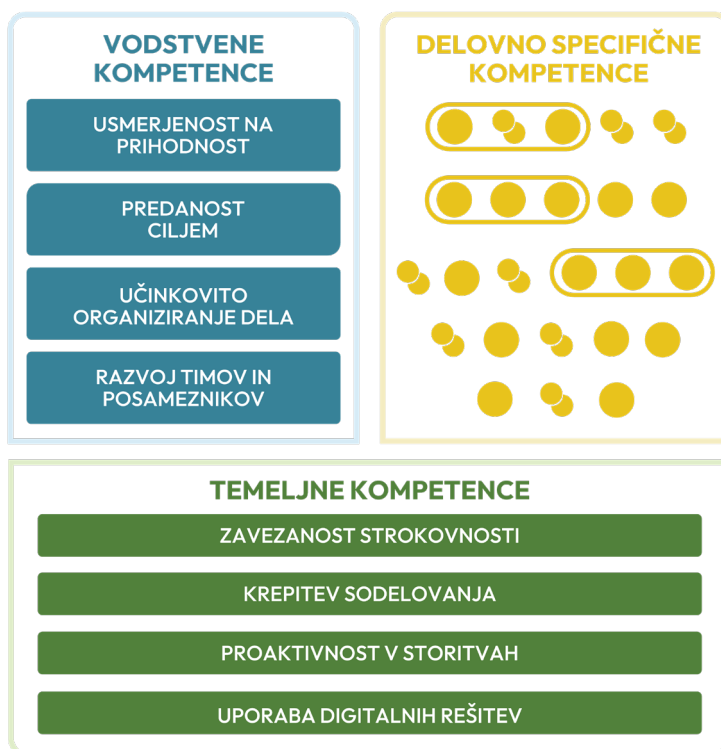 VODSTVENE
KOMPETENCE
USMERJENOST NA
PRIHODNOST
PREDANOST
CILJEM
UČINKOVITO
ORGANIZIRANJE DELA
RAZVOJ TIMOV IN
POSAMEZNIKOV
DELOVNO SPECIFIČNE
KOMPETENCE
TEMELJNE KOMPETENCE
ZAVEZANOST STROKOVNOSTI
KREPITEV SODELOVANJA
PROAKTIVNOST V STORITVAH
UPORABA DIGITALNIH REŠITEV